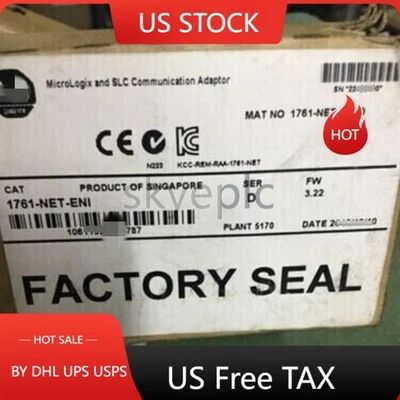 US STOCK
MicroLogix and SLC Communication Adaptor
MAT NO 1761-NET
HOT
N223 KCC-REM-RAA-1761-NET
CAT
PRODUCT OF SINGAPORE
SER
FW
1761-NET-ENI
D
3.22
skyeplc
787
PLANT 5170
DATE
FACTORY SEAL
HOT SALE
BY DHL UPS USPS
US Free TAX